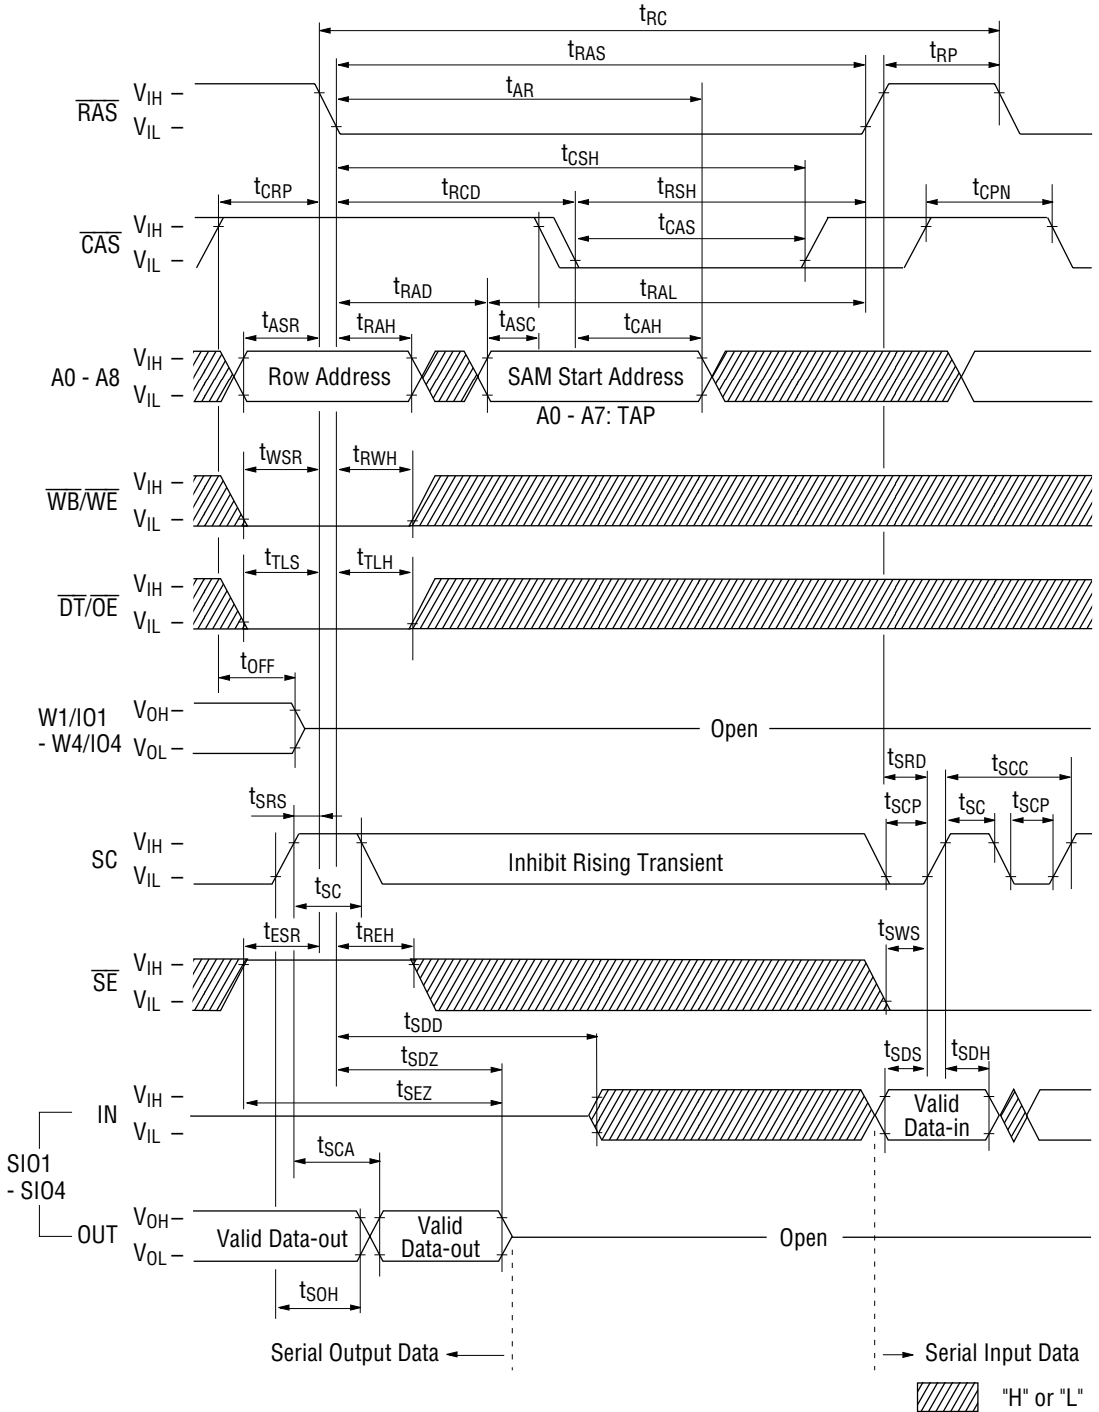 tRC
tRAS
tRP
tAR
RAS
VIH
VIL
tCSH
tCRP
tRCD
tRSH
tCPN
CAS
VIH
VIL
tCAS
tRAD
tRAL
tASR
tRAH
tASC
tCAH
A0 - A8
VIH
VIL
Row Address
SAM Start Address
A0 - A7: TAP
tWSR
tRWH
WB/WE
VIH
VIL
tTLS
tTLH
DT/OE
VIH
VIL
tOFF
W1/IO1
- W4/IO4
VOH
VOL
Open
tSRD
tSCC
tSRS
tSCP
tSC
tSCP
SC
VIH
VIL
Inhibit Rising Transient
tSC
tESR
tREH
tSWS
SE
VIH
VIL
tSDD
tSDZ
tSDS
tSDH
tSEZ
IN
VIH
VIL
Valid
Data-in
tSCA
SIO1
- SIO4
OUT
VOH
VOL
Valid Data-out
Valid
Data-out
Open
tSOH
Serial Output Data
Serial Input Data
"H" or "L"